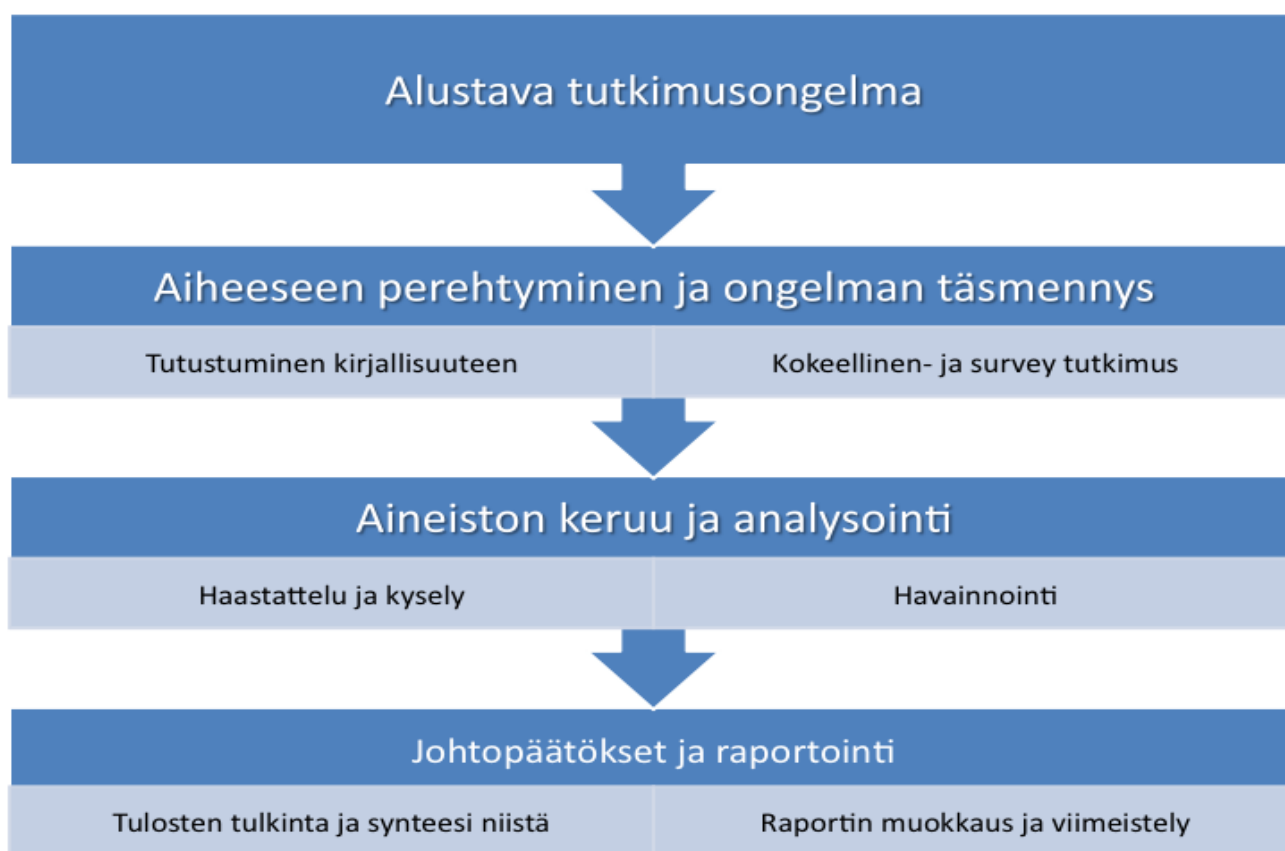 Alustava tutkimusongelma
Aiheeseen perehtyminen ja ongelman täsmennys
Tutustuminen kirjallisuuteen
Kokeellinen- ja survey tutkimus
Aineiston keruu ja analysointi
Haastattelu ja kysely
Havainnointi
Johtopäätökset ja raportointi
Tulosten tulkinta ja synteesi niistä
Raportin muokkaus ja viimeistely